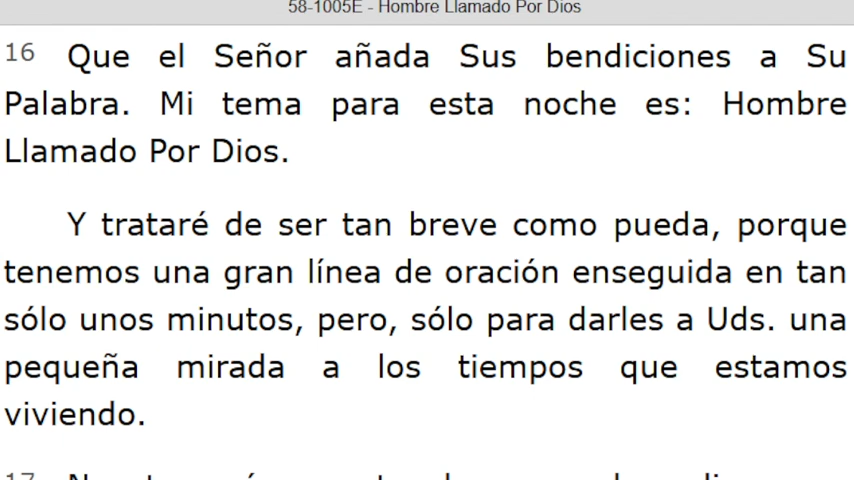 58-1005E - Hombre Llamado Por Dios
16 Que el Señor añada Sus bendiciones a Su
Palabra. Mi tema para esta noche es: Hombre
Llamado Por Dios.
Y trataré de ser tan breve como pueda, porque
tenemos una gran línea de oración enseguida en tan
sólo unos minutos, pero, sólo para darles a Uds. una
pequeña mirada a los tiempos que estamos
viviendo.
17